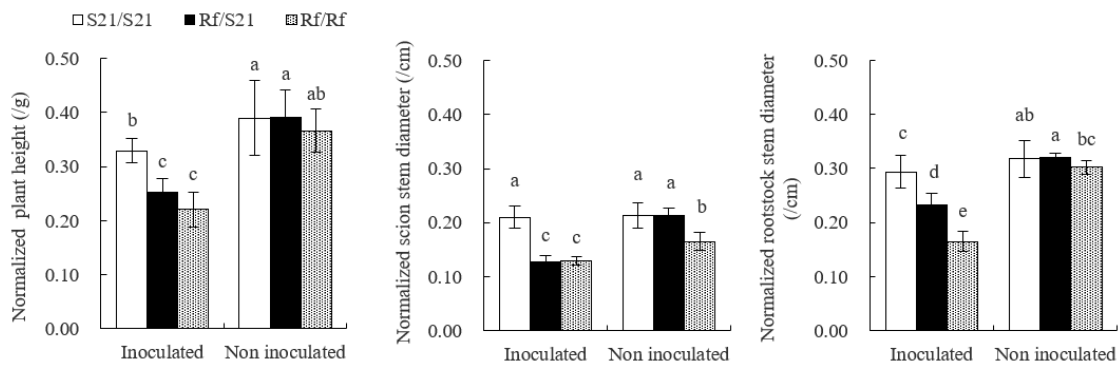 S21/S21 Rf/S21 Rf/Rf
Normalized plant height (/g)
0.50
0.40
0.30
0.20
0.10
0.00
b
c
c
a
a
ab
Inoculated Non inoculated
Normalized scion stem diameter (/cm)
0.50
0.40
0.30
0.20
0.10
0.00
a
c
c
a
a
b
Inoculated Non inoculated
Normalized rootstock stem diameter
(/cm)
0.50
0.40
0.30
0.20
0.10
0.00
c
d
e
ab
a
bc
Inoculated Non inoculated